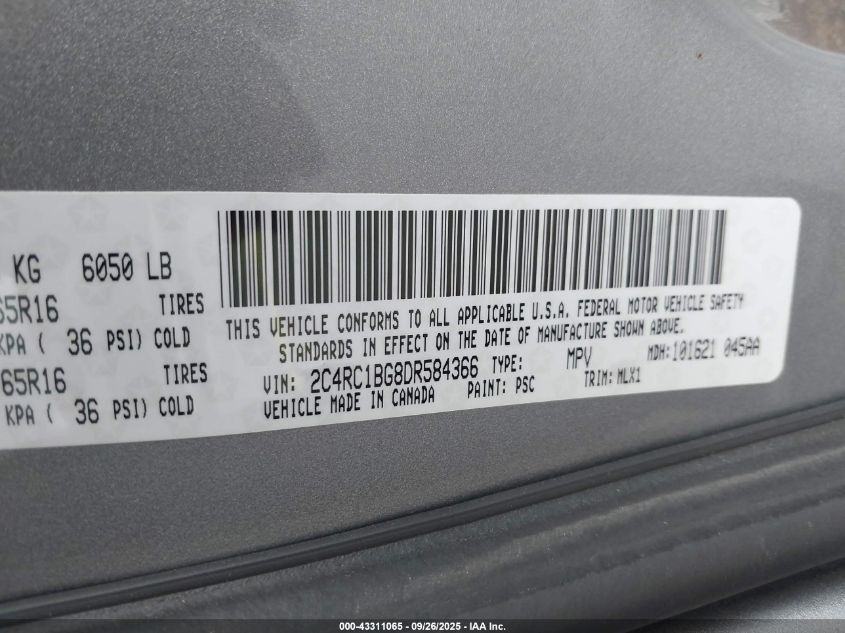 KG 6050 LB
65R16 TIRES
KPA ( 36 PSI) COLD
65R16 TIRES
KPA ( 36 PSI) COLD
THIS VEHICLE CONFORMS TO ALL APPLICABLE U.S.A. FEDERAL MOTOR VEHICLE SAFETY
STANDARDS IN EFFECT ON THE DATE OF MANUFACTURE SHOWN ABOVE.
VIN: 2C4RC1BG8DR584366 TYPE: MPV MDH: 101621 045AA
VEHICLE MADE IN CANADA PAINT: PSC TRIM: MLX1
000-43311065 - 09/26/2025 - IAA Inc.